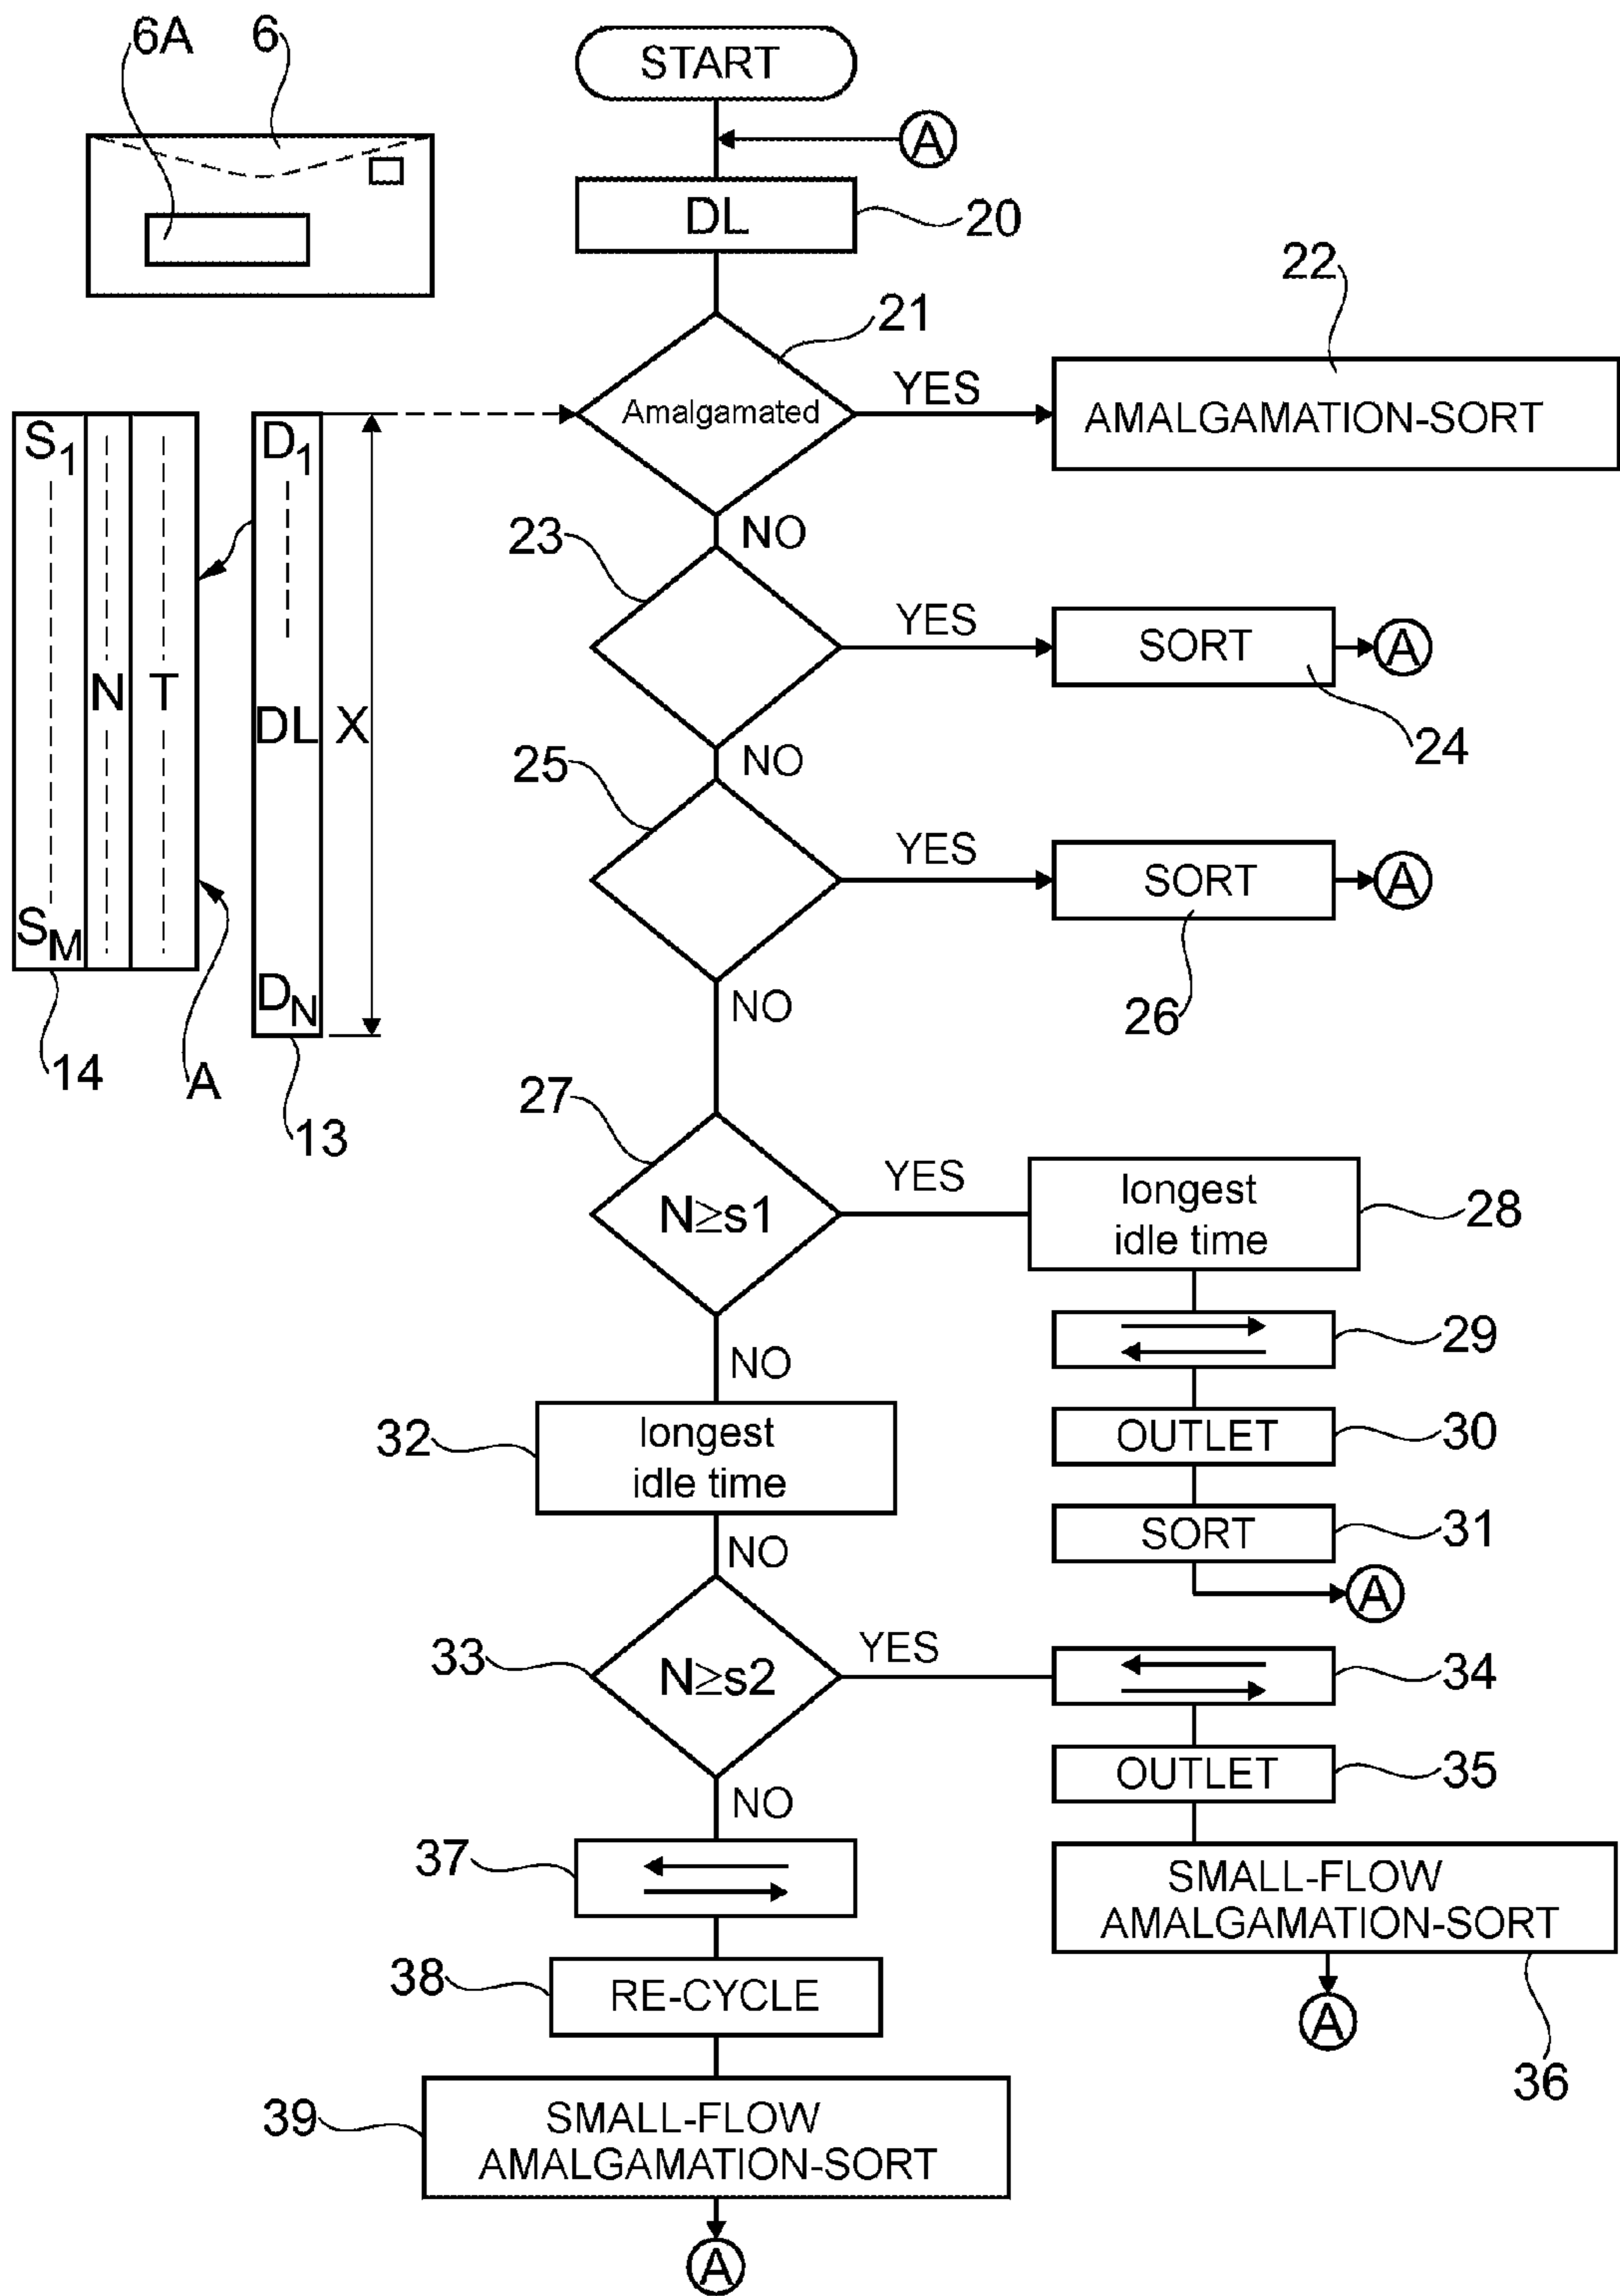 6A
6
START
A
DL
20
22
21
Amalgamated
YES
AMALGAMATION-SORT
S1
N
T
SM
14
A
D1
DL
DN
13
X
NO
23
YES
SORT
A
24
NO
25
YES
SORT
A
26
NO
27
N≥s1
YES
longest
idle time
28
29
OUTLET
30
SORT
31
A
NO
32
longest
idle time
NO
33
N≥s2
YES
34
OUTLET
35
SMALL-FLOW
AMALGAMATION-SORT
36
A
NO
37
38
RE-CYCLE
39
SMALL-FLOW
AMALGAMATION-SORT
A